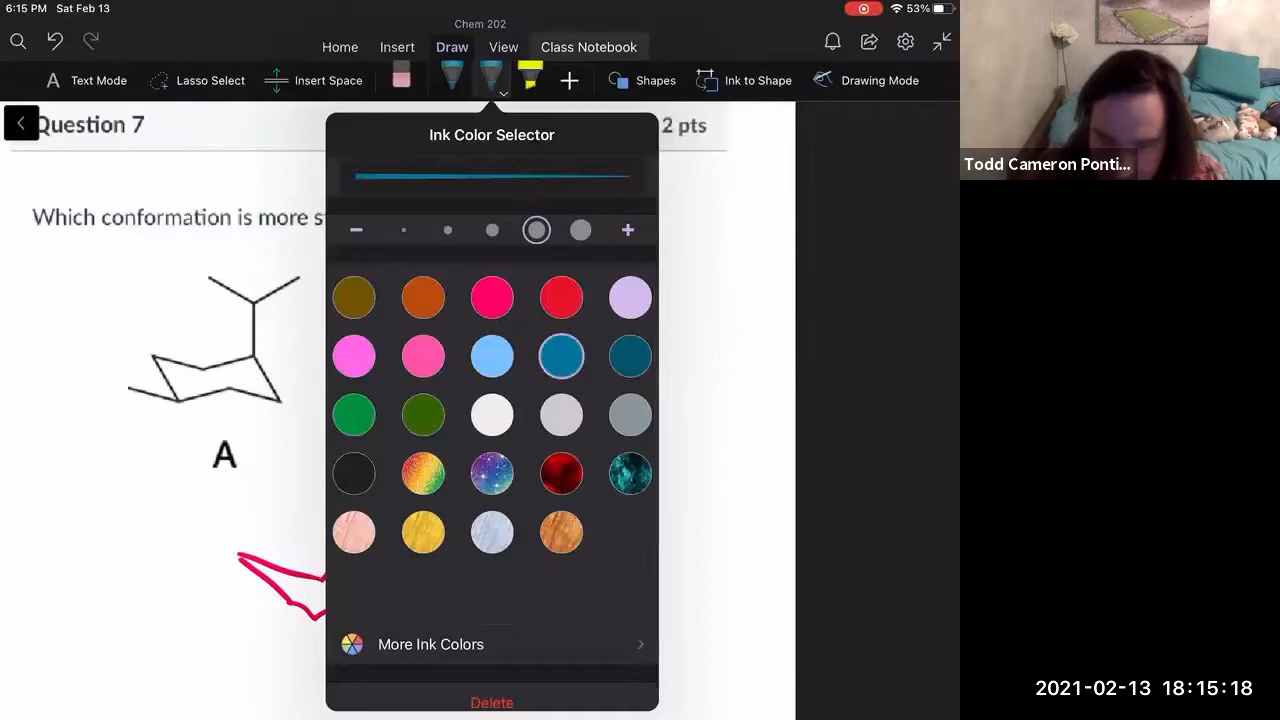 6:15 PM Sat Feb 13
53%
Chem 202
Home Insert Draw View Class Notebook
Text Mode Lasso Select Insert Space Shapes Ink to Shape Drawing Mode
Question 7
2 pts
Ink Color Selector
Which conformation is more
A
More Ink Colors
Delete
Todd Cameron Ponti...
2021-02-13 18:15:18